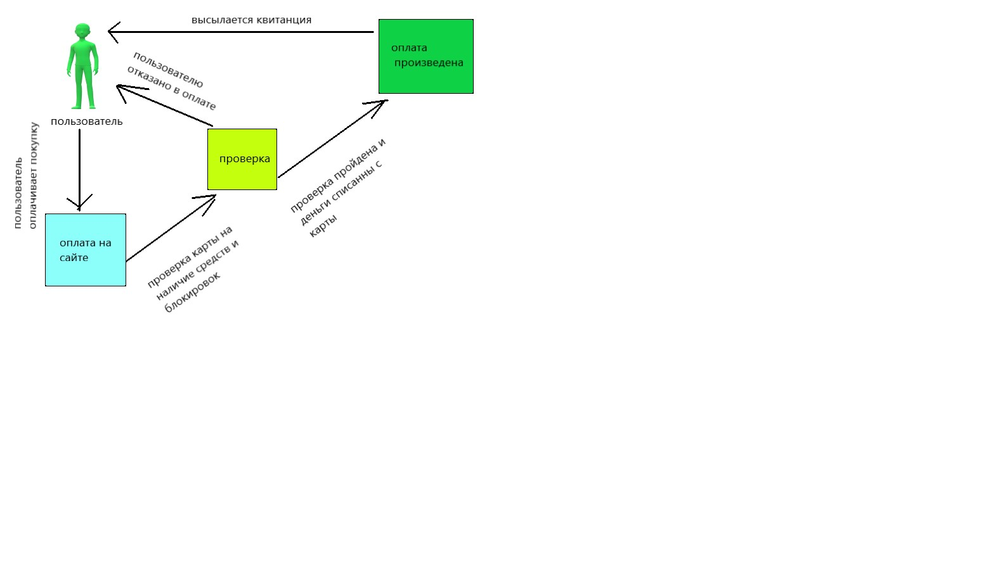 высылается квитанция
оплата
произведена
пользователю
отказано в оплате
пользователь
пользователь
оплачивает покупку
проверка
проверка пройдена и
деньги списанны с
карты
оплата на
сайте
проверка карты на
наличие средств и
блокировок